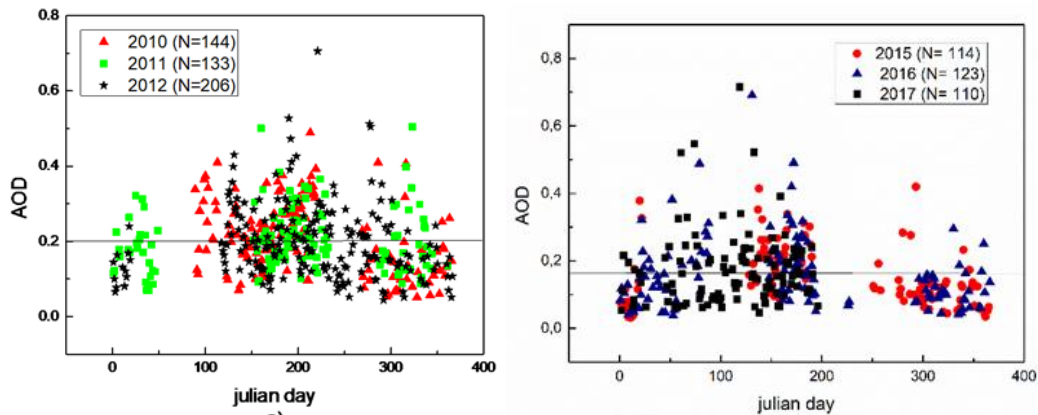 0.8
2010 (N=144)
2011 (N=133)
2012 (N=206)
0.6
0.4
0.2
0.0
AOD
0
100
200
300
400
julian day
0,8
2015 (N= 114)
2016 (N= 123)
2017 (N= 110)
0,6
0,4
0,2
0,0
AOD
0
100
200
300
400
julian day